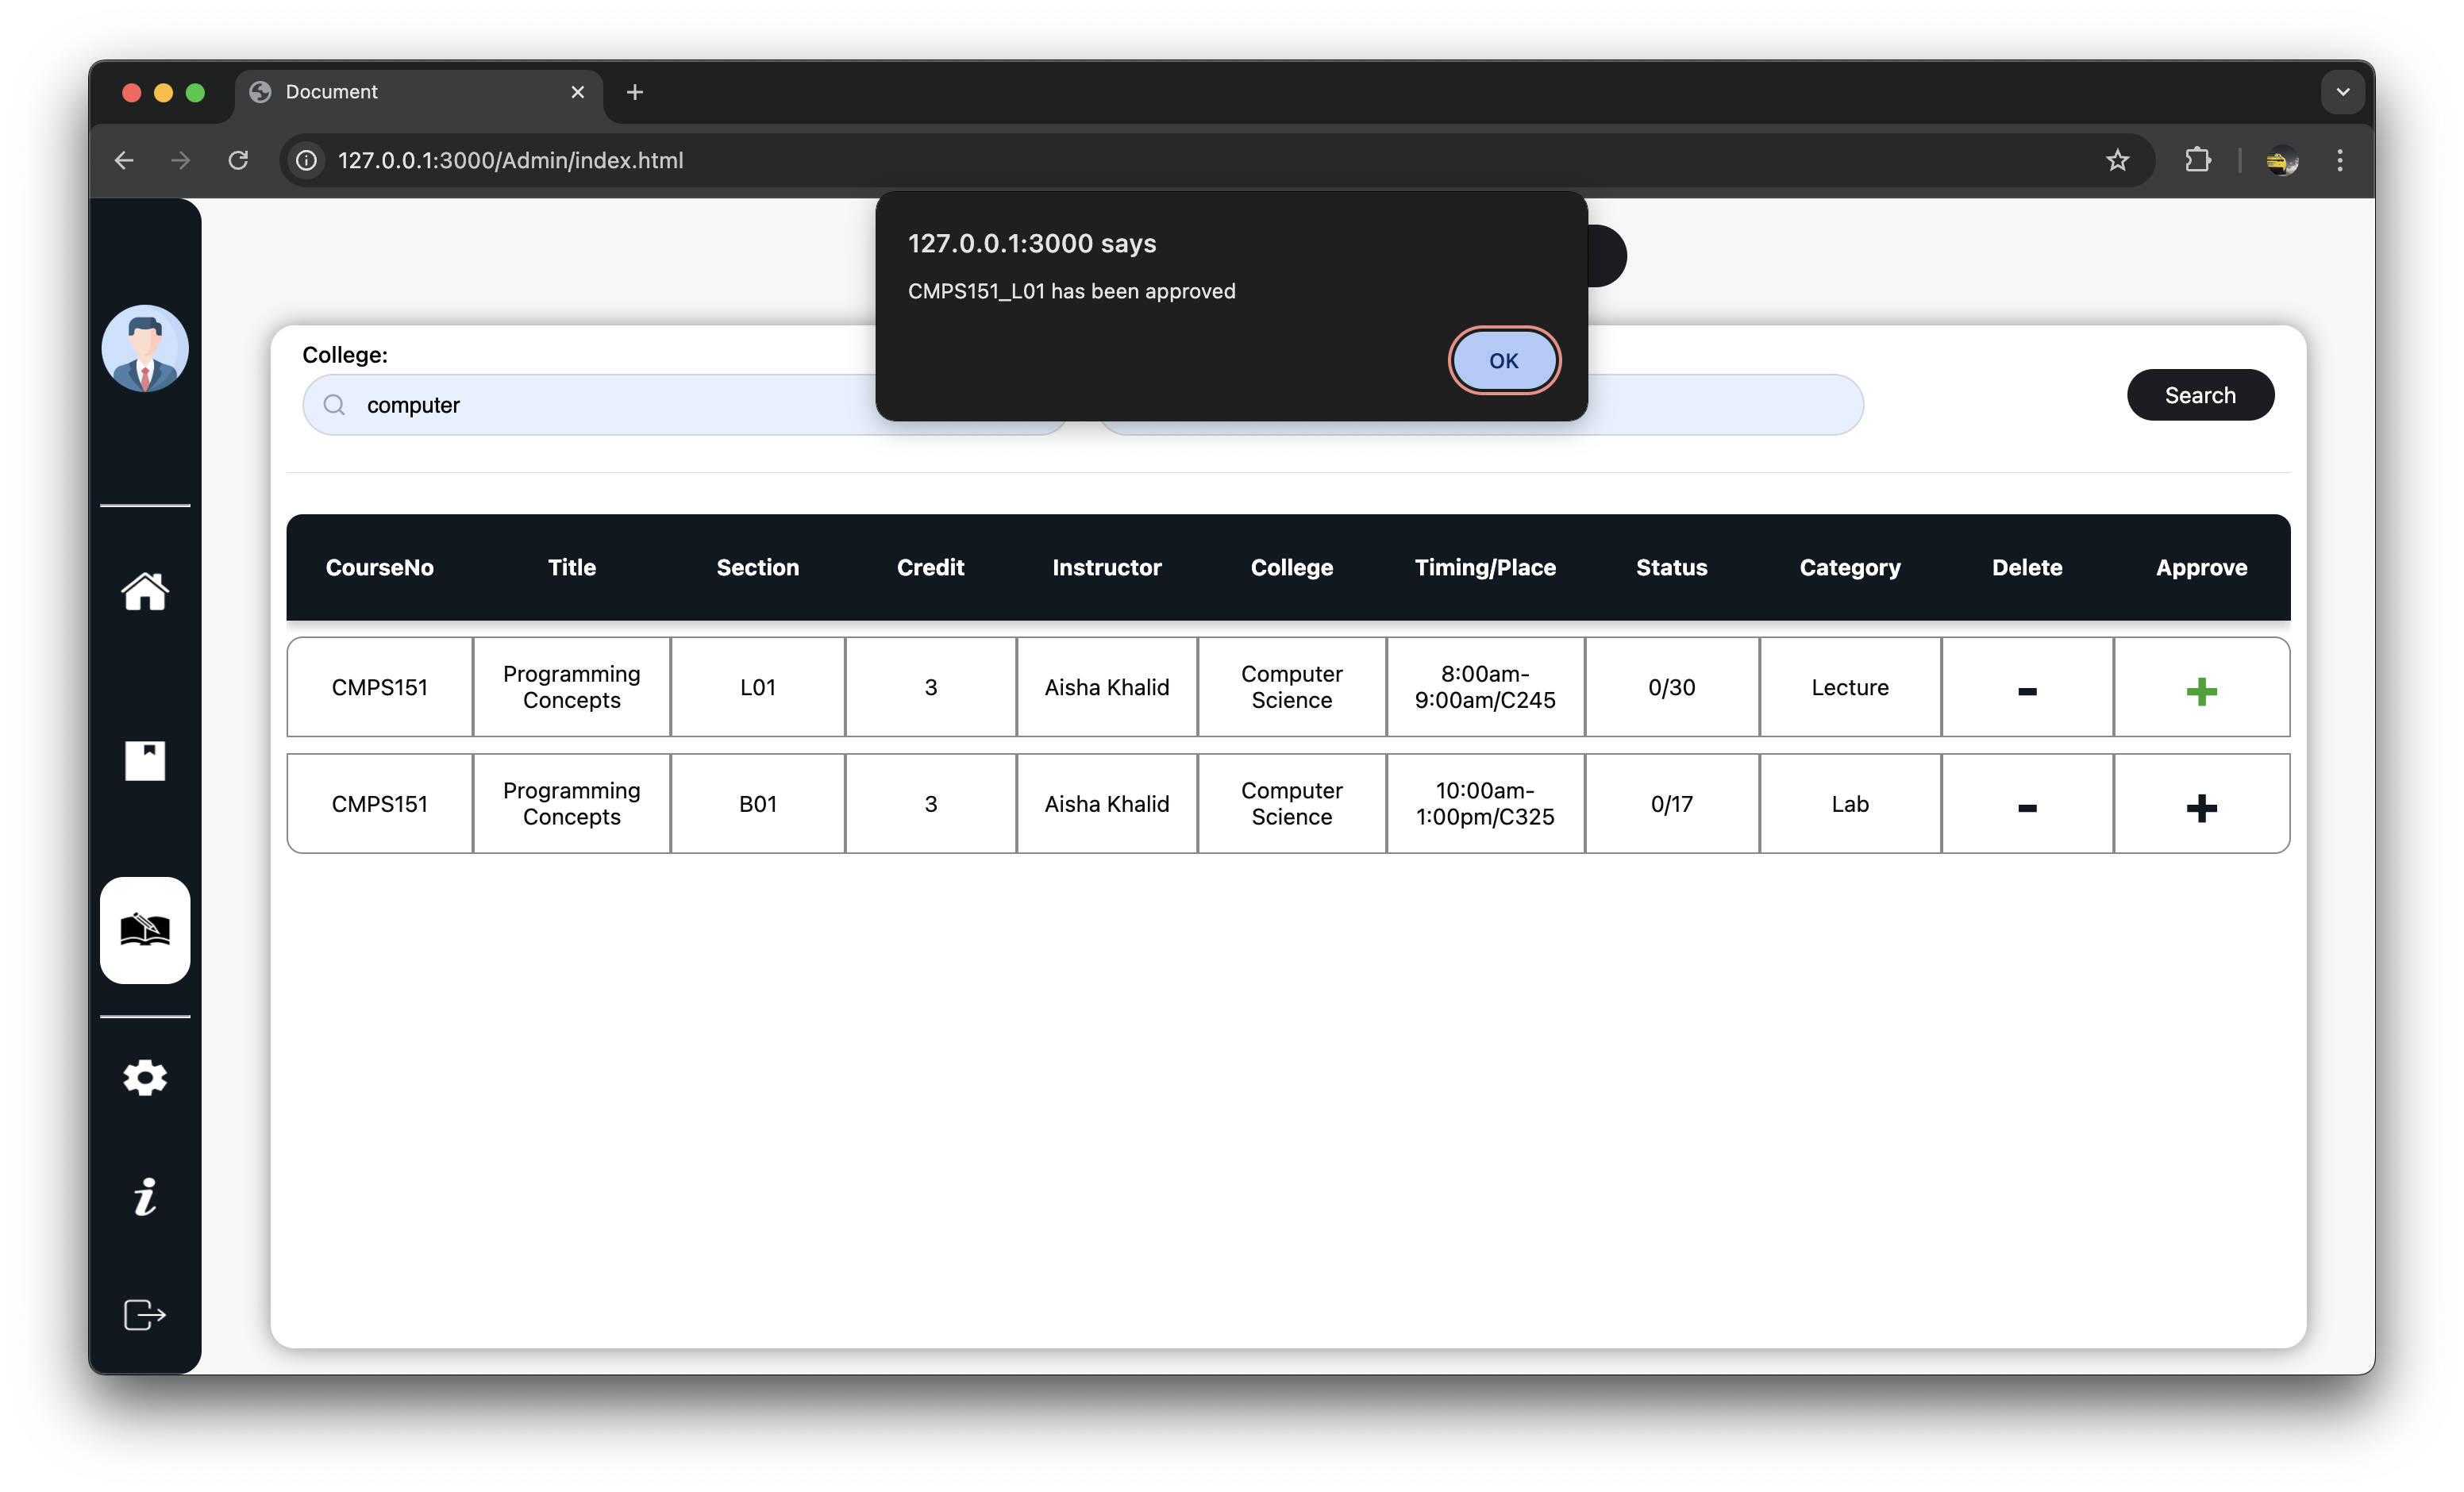 Document
127.0.0.1:3000/Admin/index.html
127.0.0.1:3000 says
CMPS151_L01 has been approved
OK
College:
computer
Search
CourseNo Title Section Credit Instructor College Timing/Place Status Category Delete Approve
CMPS151 Programming Concepts L01 3 Aisha Khalid Computer Science 8:00am-9:00am/C245 0/30 Lecture - +
CMPS151 Programming Concepts B01 3 Aisha Khalid Computer Science 10:00am-1:00pm/C325 0/17 Lab - +